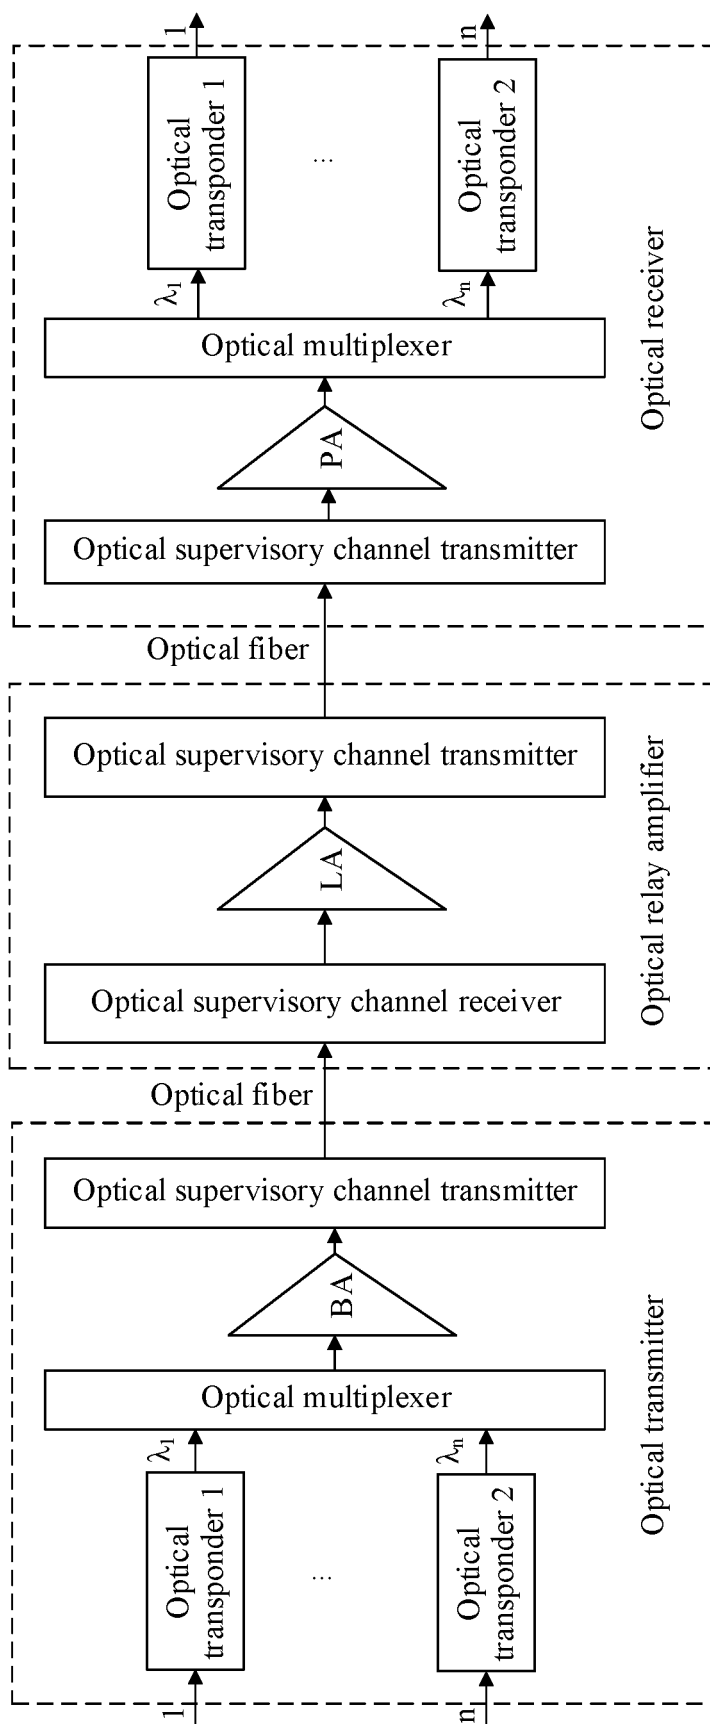 1
n
Optical
transponder 1
...
Optical
transponder 2
λ1
λn
Optical multiplexer
PA
Optical supervisory channel transmitter
Optical receiver
Optical fiber
Optical supervisory channel transmitter
LA
Optical supervisory channel receiver
Optical relay amplifier
Optical fiber
Optical supervisory channel transmitter
BA
Optical multiplexer
λ1
λn
Optical
transponder 1
...
Optical
transponder 2
1
n
Optical transmitter